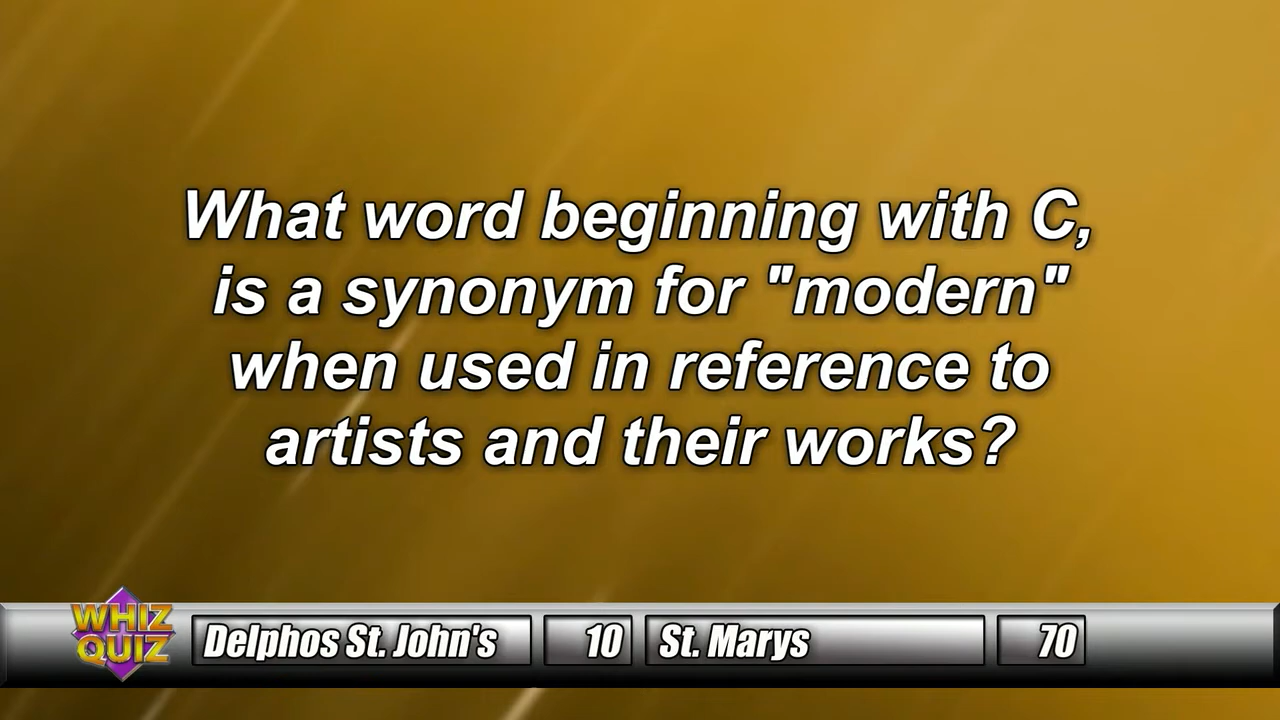 What word beginning with C,
is a synonym for "modern"
when used in reference to
artists and their works?
WHIZ
QUIZ
Delphos St. John's 10 St. Marys 70